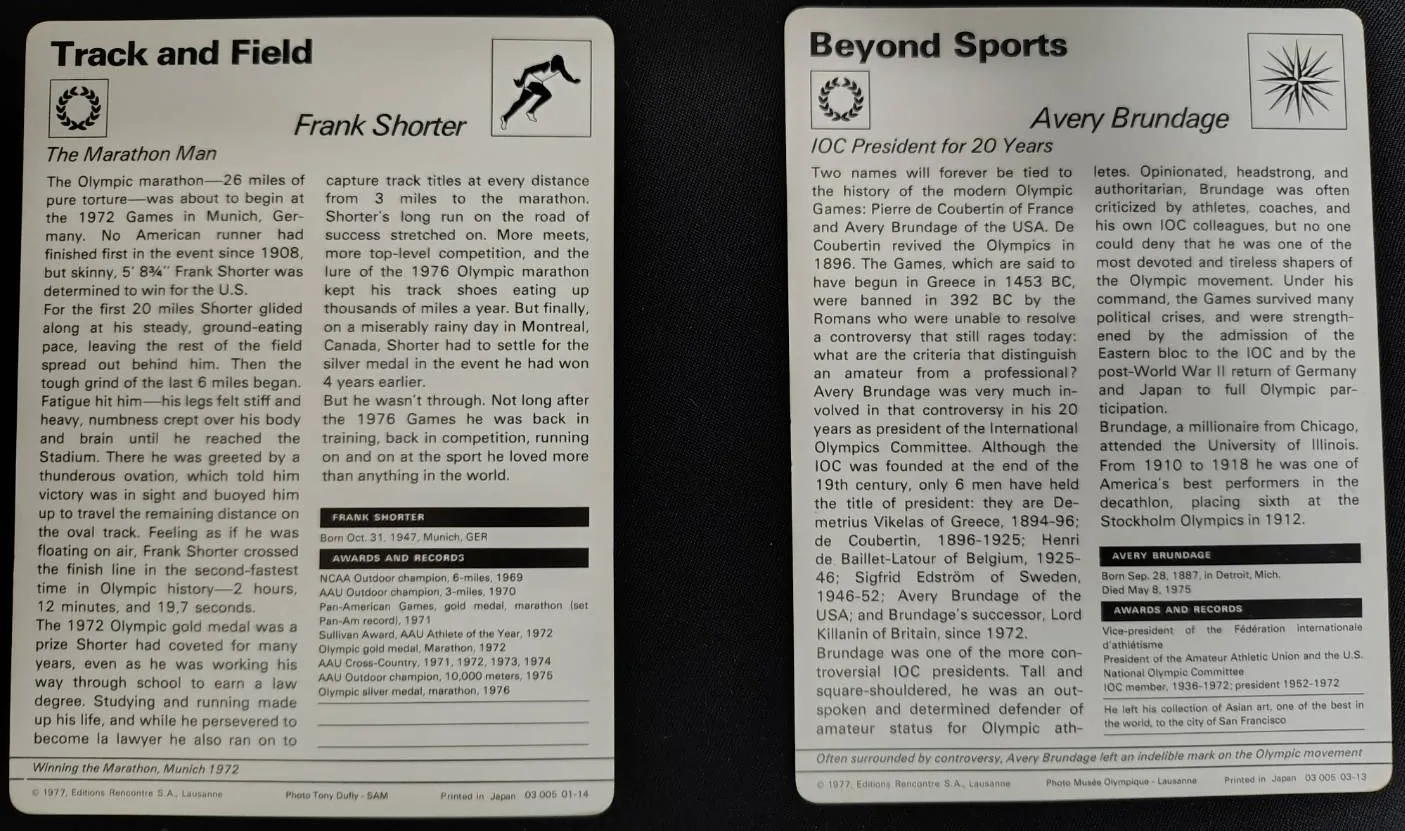 Track and Field
Frank Shorter
The Marathon Man
The Olympic marathon—26 miles of
pure torture—was about to begin at
the 1972 Games in Munich, Ger-
many. No American runner had
finished first in the event since 1908,
but skinny, 5' 8¾" Frank Shorter was
determined to win for the U.S.
For the first 20 miles Shorter glided
along at his steady, ground-eating
pace, leaving the rest of the field
spread out behind him. Then the
tough grind of the last 6 miles began.
Fatigue hit him—his legs felt stiff and
heavy, numbness crept over his body
and brain until he reached the
Stadium. There he was greeted by a
thunderous ovation, which told him
victory was in sight and buoyed him
up to travel the remaining distance on
the oval track. Feeling as if he was
floating on air, Frank Shorter crossed
the finish line in the second-fastest
time in Olympic history—2 hours,
12 minutes, and 19,7 seconds.
The 1972 Olympic gold medal was a
prize Shorter had coveted for many
years, even as he was working his
way through school to earn a law
degree. Studying and running made
up his life, and while he persevered to
become la lawyer he also ran on to
capture track titles at every distance
from 3 miles to the marathon.
Shorter's long run on the road of
success stretched on. More meets,
more top-level competition, and the
lure of the 1976 Olympic marathon
kept his track shoes eating up
thousands of miles a year. But finally,
on a miserably rainy day in Montreal,
Canada, Shorter had to settle for the
silver medal in the event he had won
4 years earlier.
But he wasn't through. Not long after
the 1976 Games he was back in
training, back in competition, running
on and on at the sport he loved more
than anything in the world.
FRANK SHORTER
Born Oct. 31, 1947, Munich, GER
AWARDS AND RECORDS
NCAA Outdoor champion, 6-miles, 1969
AAU Outdoor champion, 3-miles, 1970
Pan-American Games, gold medal, marathon (set
Pan-Am record), 1971
Sullivan Award, AAU Athlete of the Year, 1972
Olympic gold medal, Marathon, 1972
AAU Cross-Country, 1971, 1972, 1973, 1974
AAU Outdoor champion, 10,000 meters, 1975
Olympic silver medal, marathon, 1976
Winning the Marathon, Munich 1972
© 1977, Editions Rencontre S.A., Lausanne Photo Tony Duffy - SAM Printed in Japan 03 005 01-14
Beyond Sports
Avery Brundage
IOC President for 20 Years
Two names will forever be tied to
the history of the modern Olympic
Games: Pierre de Coubertin of France
and Avery Brundage of the USA. De
Coubertin revived the Olympics in
1896. The Games, which are said to
have begun in Greece in 1453 BC,
were banned in 392 BC by the
Romans who were unable to resolve
a controversy that still rages today:
what are the criteria that distinguish
an amateur from a professional?
Avery Brundage was very much in-
volved in that controversy in his 20
years as president of the International
Olympics Committee. Although the
IOC was founded at the end of the
19th century, only 6 men have held
the title of president: they are De-
metrius Vikelas of Greece, 1894-96;
de Coubertin, 1896-1925; Henri
de Baillet-Latour of Belgium, 1925-
46; Sigfrid Edström of Sweden,
1946-52; Avery Brundage of the
USA; and Brundage's successor, Lord
Killanin of Britain, since 1972.
Brundage was one of the more con-
troversial IOC presidents. Tall and
square-shouldered, he was an out-
spoken and determined defender of
amateur status for Olympic ath-
letes. Opinionated, headstrong, and
authoritarian, Brundage was often
criticized by athletes, coaches, and
his own IOC colleagues, but no one
could deny that he was one of the
most devoted and tireless shapers of
the Olympic movement. Under his
command, the Games survived many
political crises, and were strength-
ened by the admission of the
Eastern bloc to the IOC and by the
post-World War II return of Germany
and Japan to full Olympic par-
ticipation.
Brundage, a millionaire from Chicago,
attended the University of Illinois.
From 1910 to 1918 he was one of
America's best performers in the
decathlon, placing sixth at the
Stockholm Olympics in 1912.
AVERY BRUNDAGE
Born Sep. 28, 1887, in Detroit, Mich.
Died May 8, 1975
AWARDS AND RECORDS
Vice-president of the Fédération internationale
d'athlétisme
President of the Amateur Athletic Union and the U.S.
National Olympic Committee
IOC member, 1936-1972; president 1952-1972
He left his collection of Asian art, one of the best in
the world, to the city of San Francisco
Often surrounded by controversy, Avery Brundage left an indelible mark on the Olympic movement
© 1977, Editions Rencontre S.A., Lausanne Photo Musée Olympique - Lausanne Printed in Japan 03 005 03-13